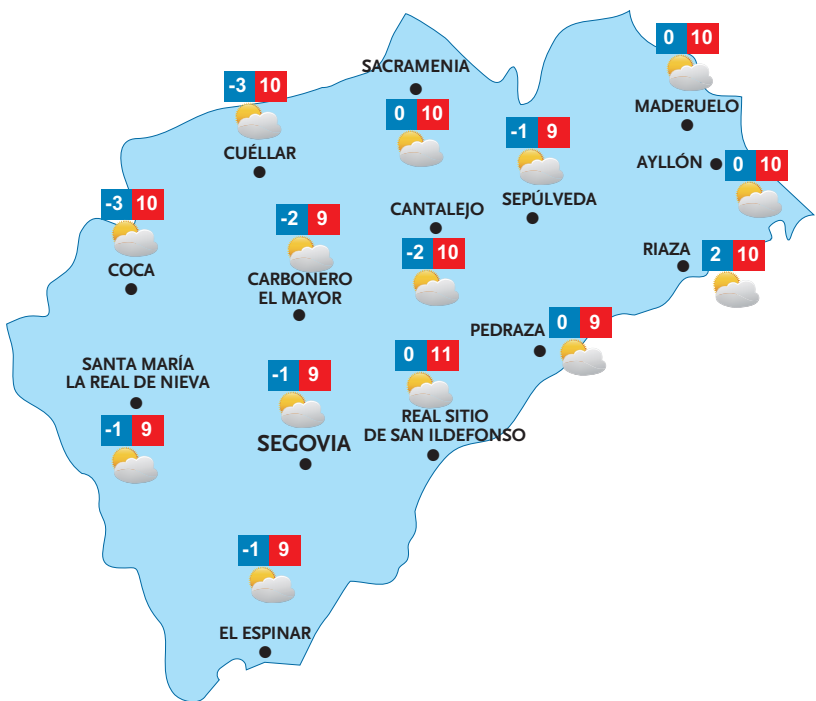 0 10
MADERUELO
SACRAMENIA
0 10
-3 10
CUÉLLAR
-1 9
SEPÚLVEDA
AYLLÓN
0 10
-3 10
COCA
-2 9
CARBONERO
EL MAYOR
CANTALEJO
-2 10
RIAZA
2 10
PEDRAZA
0 9
SANTA MARÍA
LA REAL DE NIEVA
-1 9
-1 9
SEGOVIA
0 11
REAL SITIO
DE SAN ILDEFONSO
-1 9
EL ESPINAR